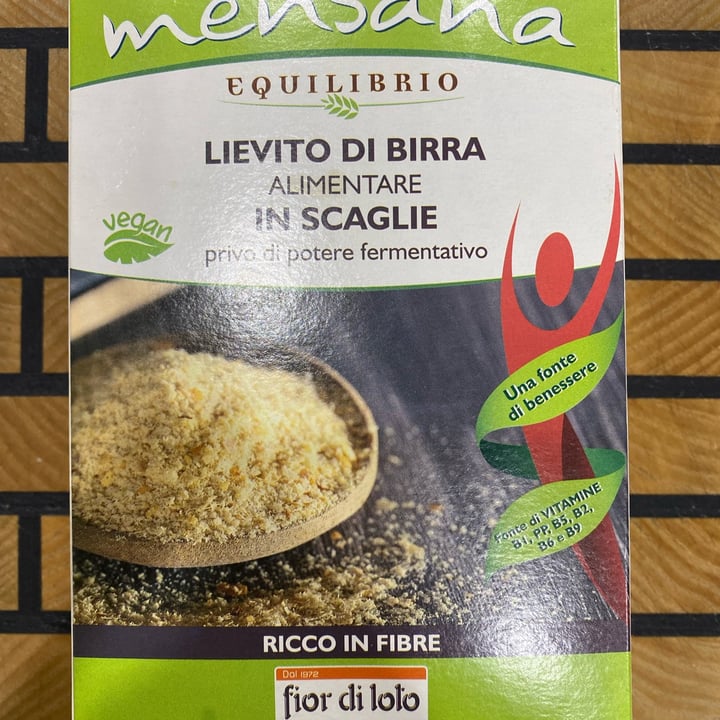 mensana
EQUILIBRIO
LIEVITO DI BIRRA
ALIMENTARE
IN SCAGLIE
privo di potere fermentativo
vegan
Una fonte
di benessere
Fonte di VITAMINE
B1, PP, B5, B2,
B6 e B9
RICCO IN FIBRE
Dal 1972
fior di loto